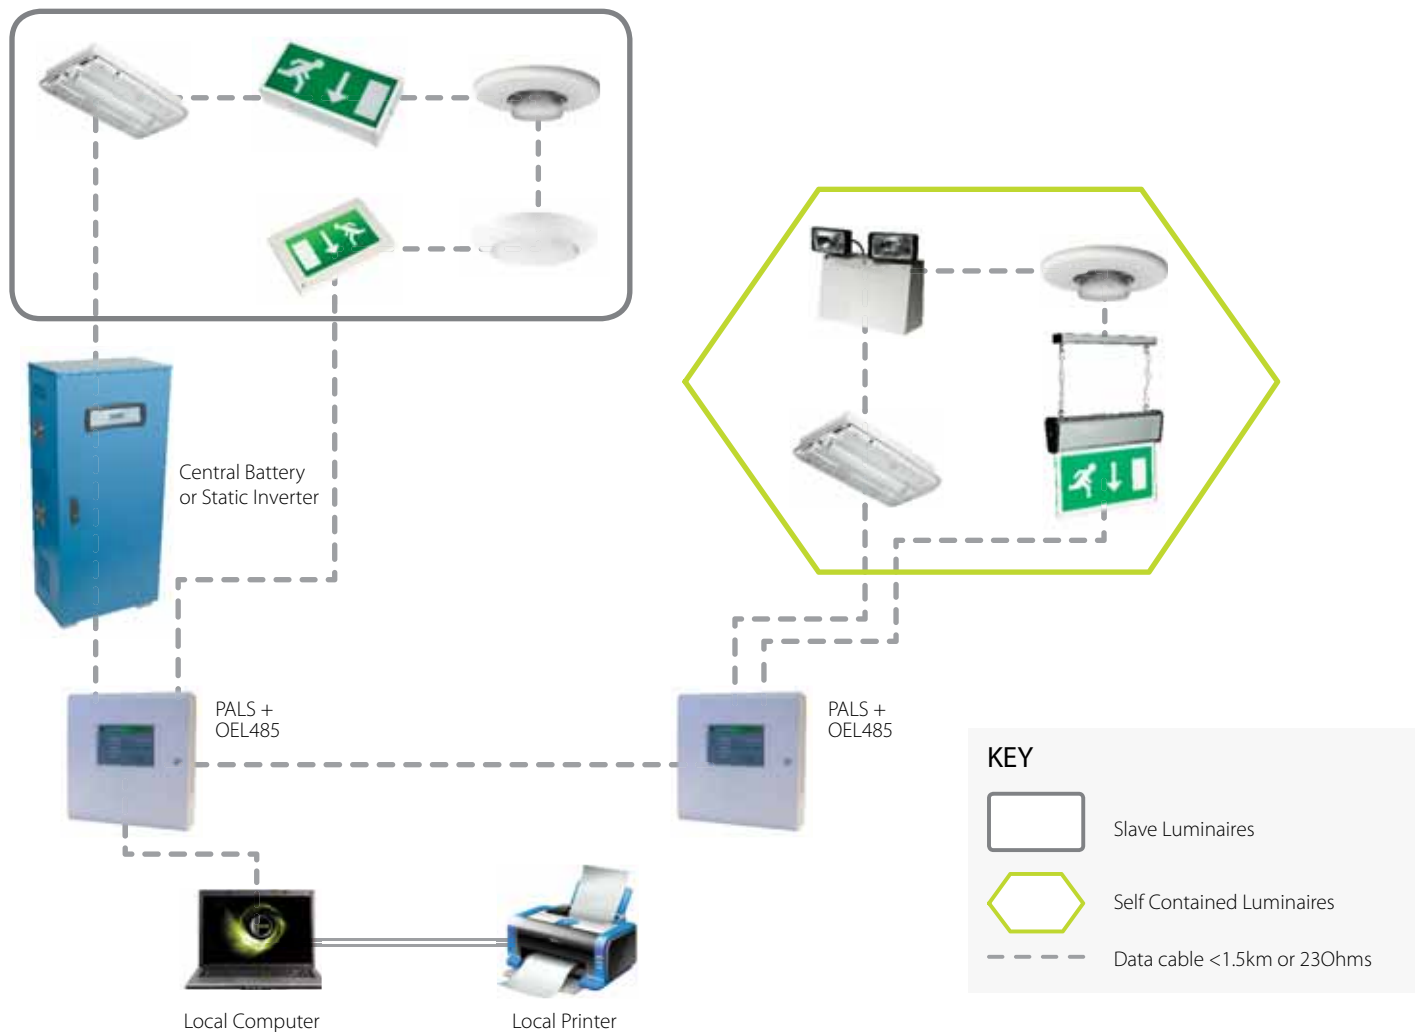 Central Battery
or Static Inverter
PALS +
OEL485
PALS +
OEL485
KEY
Slave Luminaires
Self Contained Luminaires
Data cable <1.5km or 23Ohms
Local Computer
Local Printer